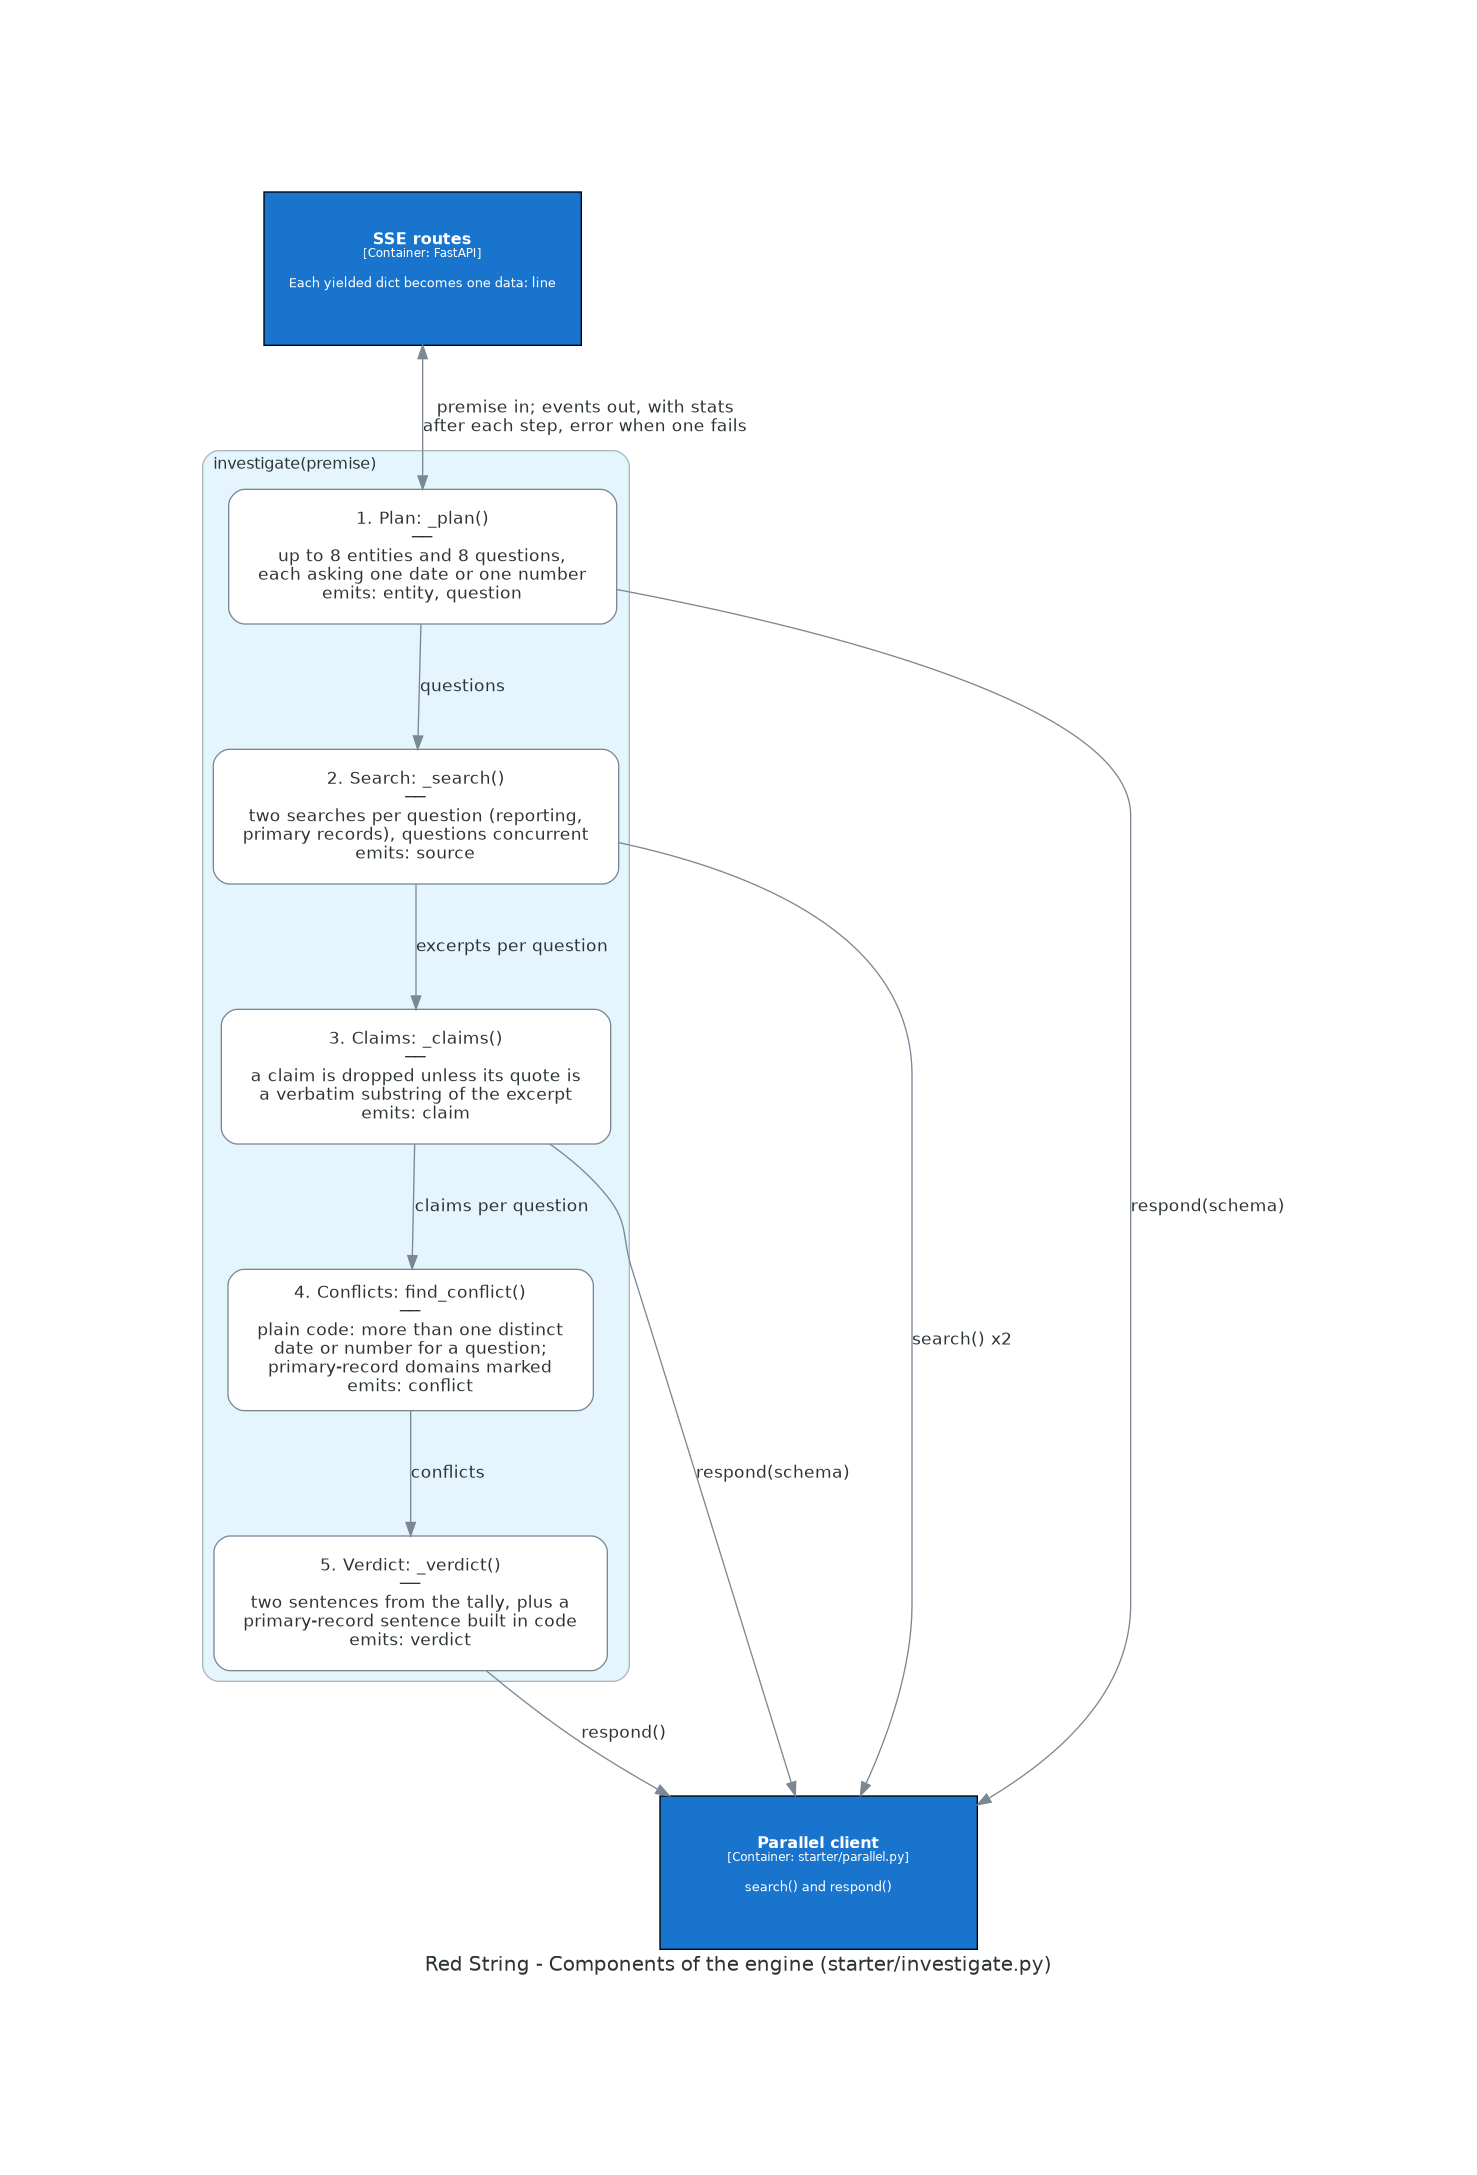 SSE routes
[Container: FastAPI]
Each yielded dict becomes one data: line
premise in; events out, with stats
after each step, error when one fails
investigate(premise)
1. Plan: _plan()
—
up to 8 entities and 8 questions,
each asking one date or one number
emits: entity, question
questions
2. Search: _search()
—
two searches per question (reporting,
primary records), questions concurrent
emits: source
excerpts per question
3. Claims: _claims()
—
a claim is dropped unless its quote is
a verbatim substring of the excerpt
emits: claim
claims per question
respond(schema)
4. Conflicts: find_conflict()
—
plain code: more than one distinct
date or number for a question;
primary-record domains marked
emits: conflict
search() x2
conflicts
respond(schema)
5. Verdict: _verdict()
—
two sentences from the tally, plus a
primary-record sentence built in code
emits: verdict
respond()
Parallel client
[Container: starter/parallel.py]
search() and respond()
Red String - Components of the engine (starter/investigate.py)